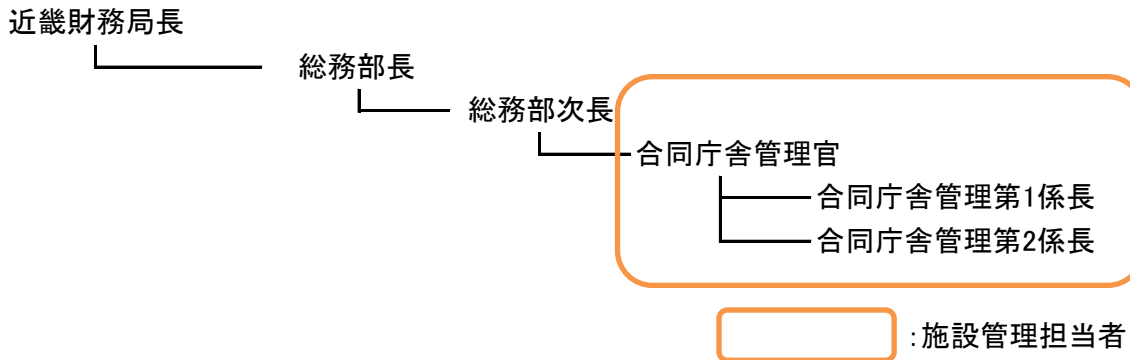 近畿財務局長
総務部長
総務部次長
合同庁舎管理官
合同庁舎管理第1係長
合同庁舎管理第2係長
:施設管理担当者